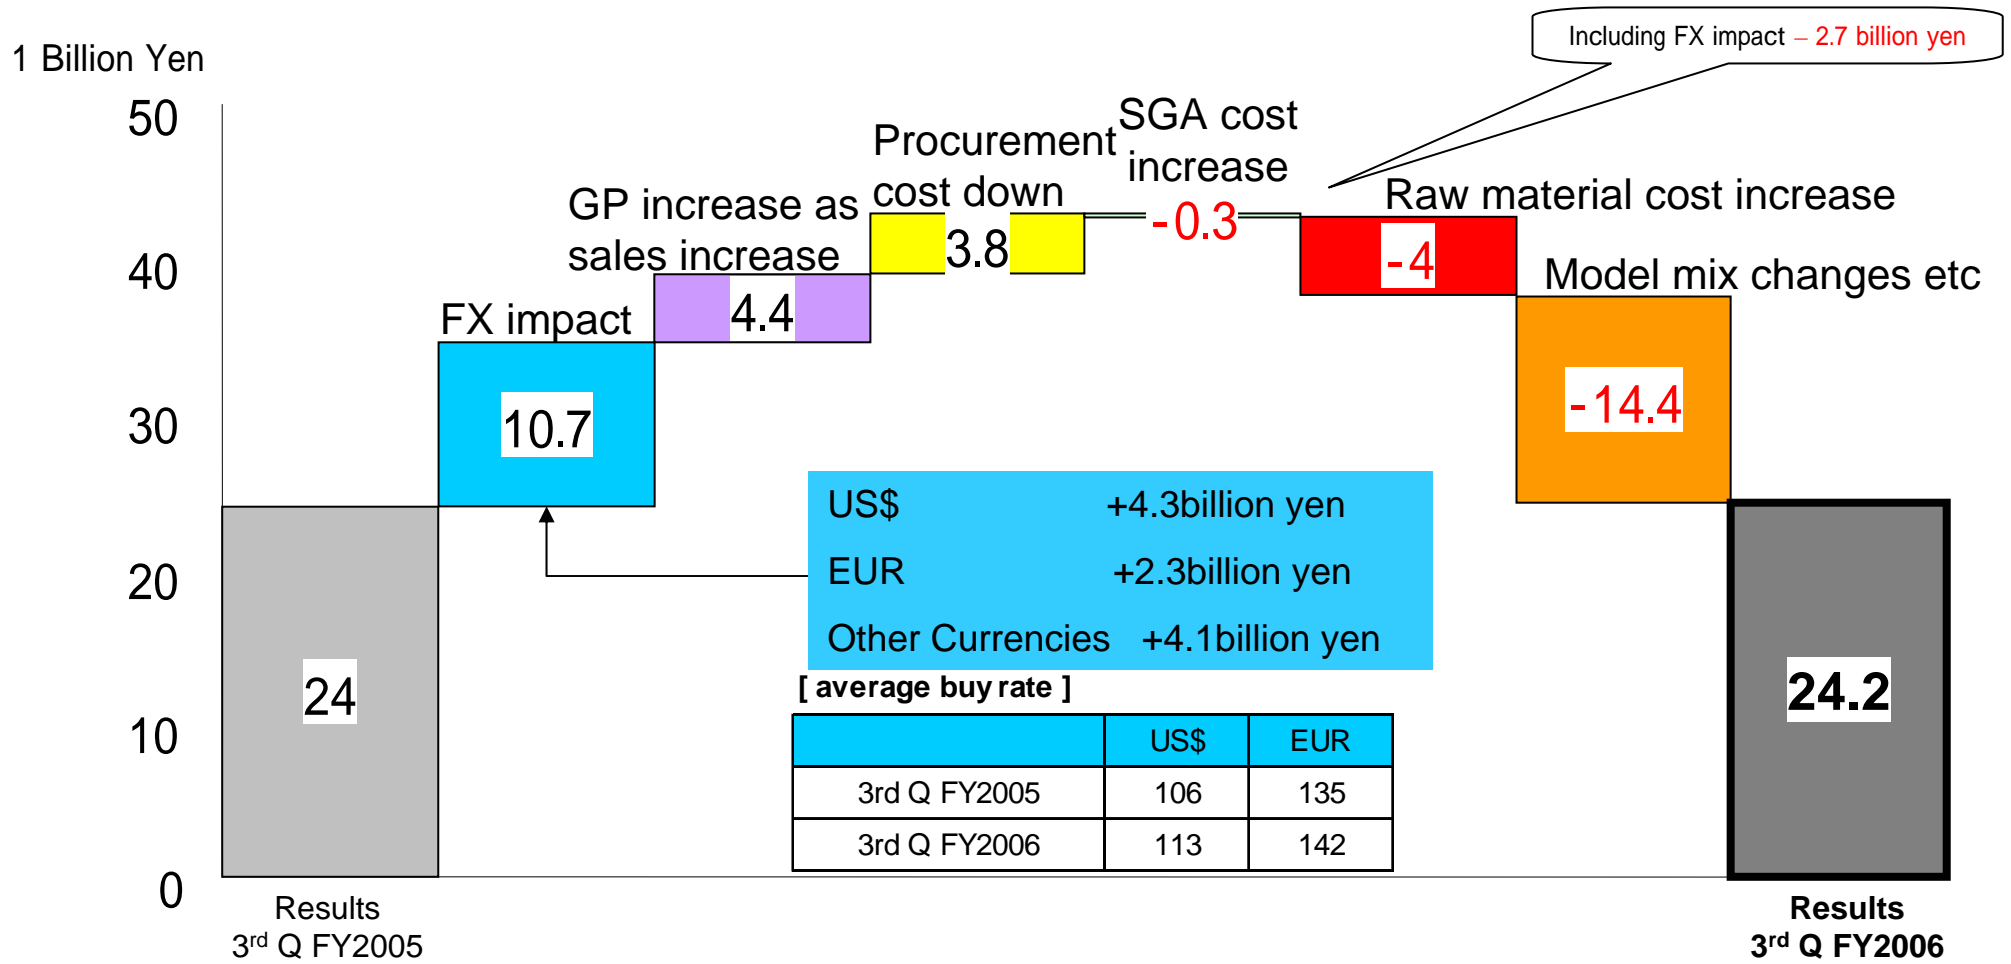 Including FX impact – 2.7 billion yen
1 Billion Yen
50
40
30
20
10
0
SGA cost
increase
-0.3
Procurement
cost down
3.8
GP increase as
sales increase
4.4
FX impact
10.7
Raw material cost increase
-4
Model mix changes etc
-14.4
24
24.2
US$ +4.3billion yen
EUR +2.3billion yen
Other Currencies +4.1billion yen
[ average buy rate ]
US$ EUR
3rd Q FY2005 106 135
3rd Q FY2006 113 142
Results
3rd Q FY2005
Results
3rd Q FY2006